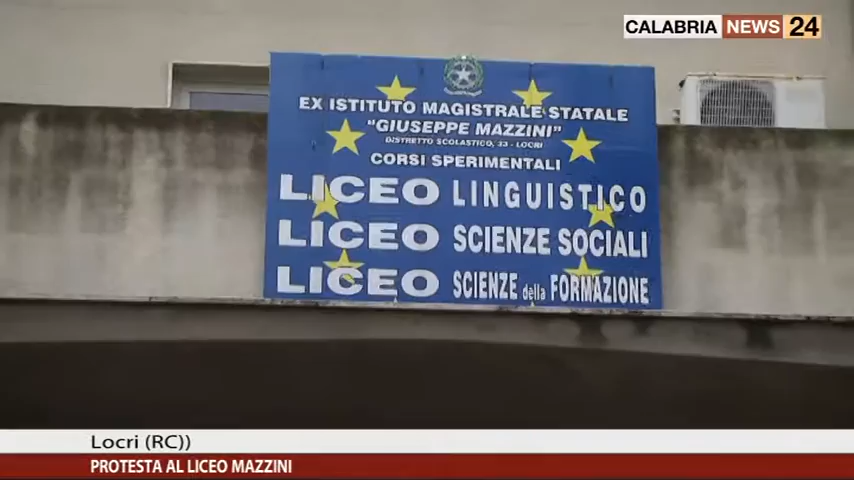 CALABRIA NEWS 24
EX ISTITUTO MAGISTRALE STATALE
"GIUSEPPE MAZZINI"
DISTRETTO SCOLASTICO, 33 - LOCRI
CORSI SPERIMENTALI
LICEO LINGUISTICO
LICEO SCIENZE SOCIALI
LICEO SCIENZE della FORMAZIONE
Locri (RC))
PROTESTA AL LICEO MAZZINI